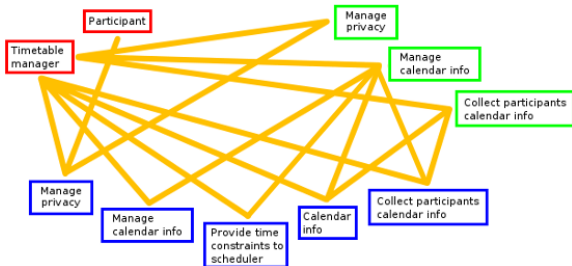 Participant
Manage
privacy
Timetable
manager
Manage
calendar info
Collect participants
calendar info
Manage
privacy
Manage
calendar info
Provide time
constraints to
scheduler
Calendar
info
Collect participants
calendar info